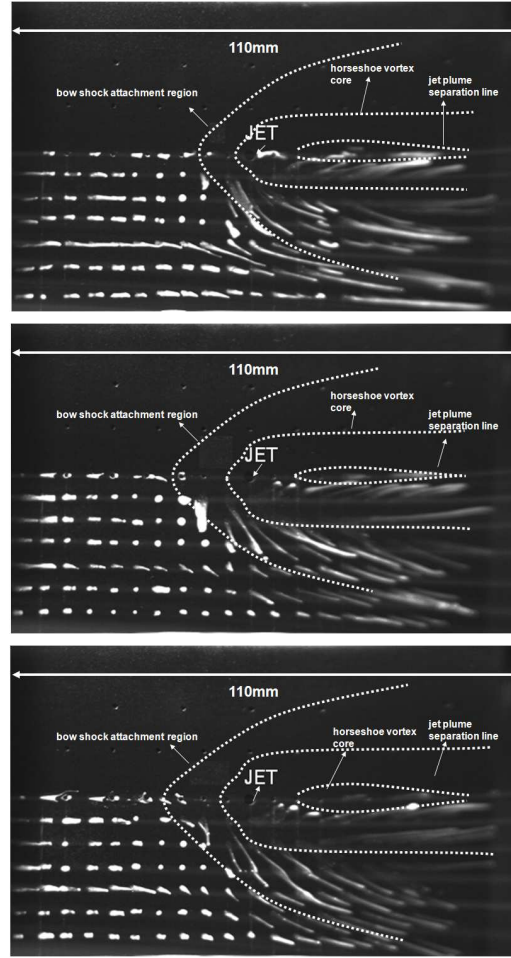 110mm
horseshoe vortex
core
jet plume
separation line
bow shock attachment region
JET
110mm
horseshoe vortex
core
jet plume
separation line
bow shock attachment region
JET
110mm
jet plume
separation line
horseshoe vortex
core
bow shock attachment region
JET